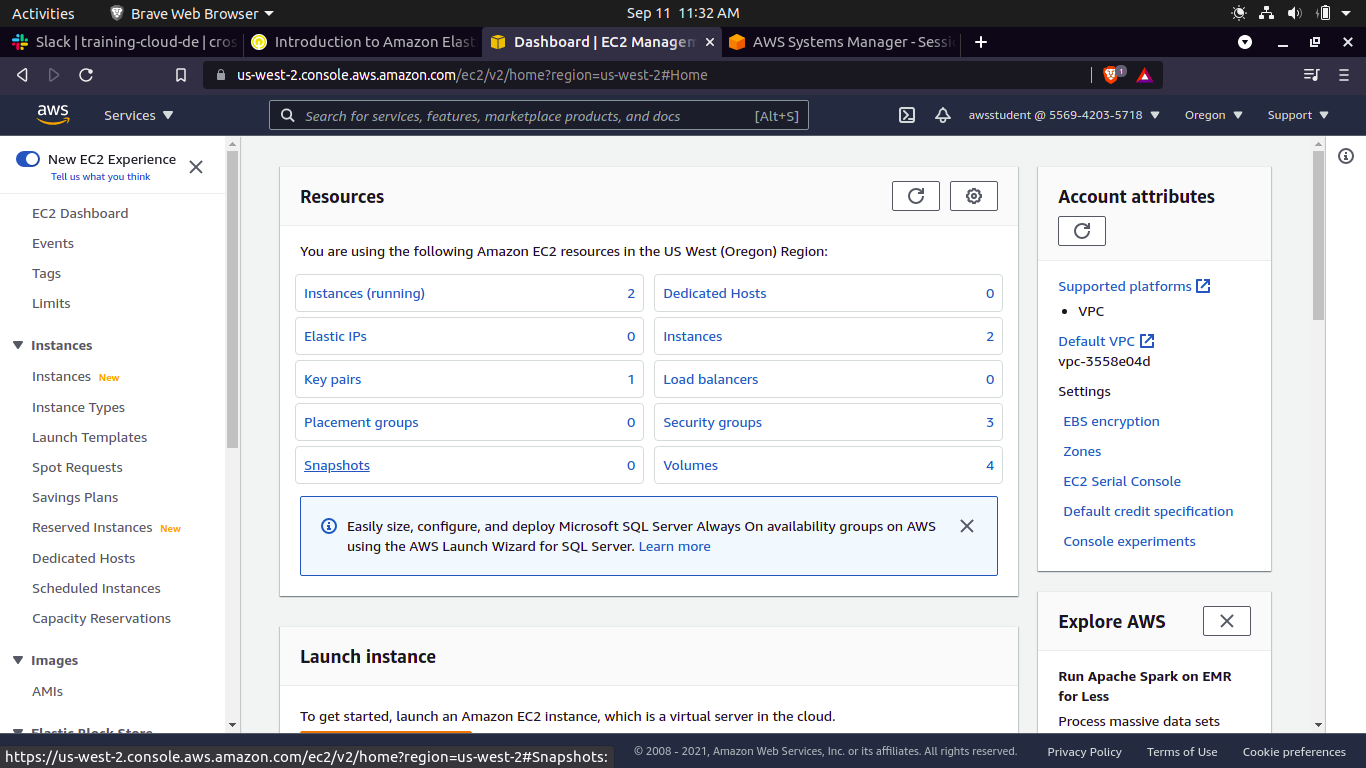 Activities
Brave Web Browser
Sep 11 11:32 AM
Slack | training-cloud-de | cros
Introduction to Amazon Elast
Dashboard | EC2 Managem
AWS Systems Manager - Sessi
us-west-2.console.aws.amazon.com/ec2/v2/home?region=us-west-2#Home
1
aws
Services
Search for services, features, marketplace products, and docs
[Alt+S]
awsstudent @ 5569-4203-5718
Oregon
Support
New EC2 Experience
Tell us what you think
EC2 Dashboard
Events
Tags
Limits
Instances
Instances New
Instance Types
Launch Templates
Spot Requests
Savings Plans
Reserved Instances New
Dedicated Hosts
Scheduled Instances
Capacity Reservations
Images
AMIs
Elastic Block Store
Resources
You are using the following Amazon EC2 resources in the US West (Oregon) Region:
Instances (running) 2
Dedicated Hosts 0
Elastic IPs 0
Instances 2
Key pairs 1
Load balancers 0
Placement groups 0
Security groups 3
Snapshots 0
Volumes 4
Easily size, configure, and deploy Microsoft SQL Server Always On availability groups on AWS
using the AWS Launch Wizard for SQL Server. Learn more
Launch instance
To get started, launch an Amazon EC2 instance, which is a virtual server in the cloud.
Account attributes
Supported platforms
VPC
Default VPC
vpc-3558e04d
Settings
EBS encryption
Zones
EC2 Serial Console
Default credit specification
Console experiments
Explore AWS
Run Apache Spark on EMR
for Less
Process massive data sets
https://us-west-2.console.aws.amazon.com/ec2/v2/home?region=us-west-2#Snapshots:
© 2008 - 2021, Amazon Web Services, Inc. or its affiliates. All rights reserved.
Privacy Policy
Terms of Use
Cookie preferences